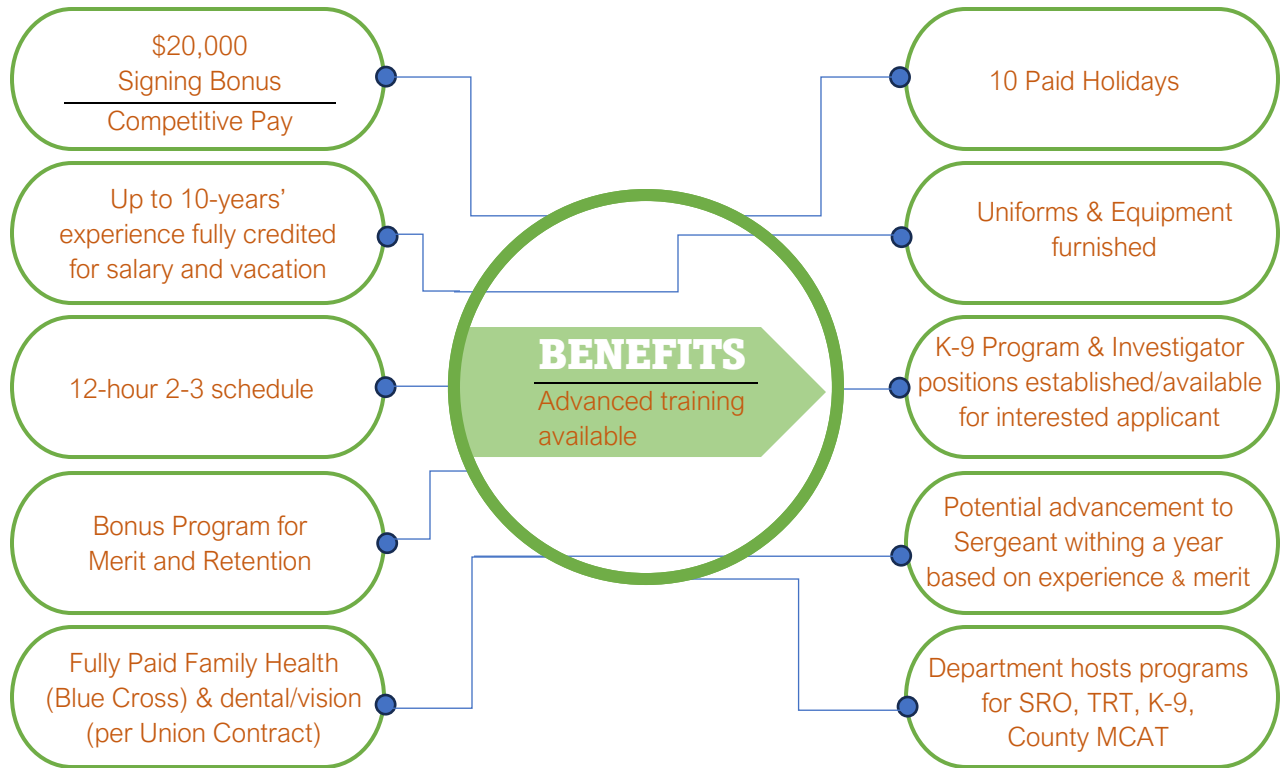 $20,000
Signing Bonus
Competitive Pay
Up to 10-years’
experience fully credited
for salary and vacation
12-hour 2-3 schedule
Bonus Program for
Merit and Retention
Fully Paid Family Health
(Blue Cross) & dental/vision
(per Union Contract)
BENEFITS
Advanced training
available
10 Paid Holidays
Uniforms & Equipment
furnished
K-9 Program & Investigator
positions established/available
for interested applicant
Potential advancement to
Sergeant withing a year
based on experience & merit
Department hosts programs
for SRO, TRT, K-9,
County MCAT